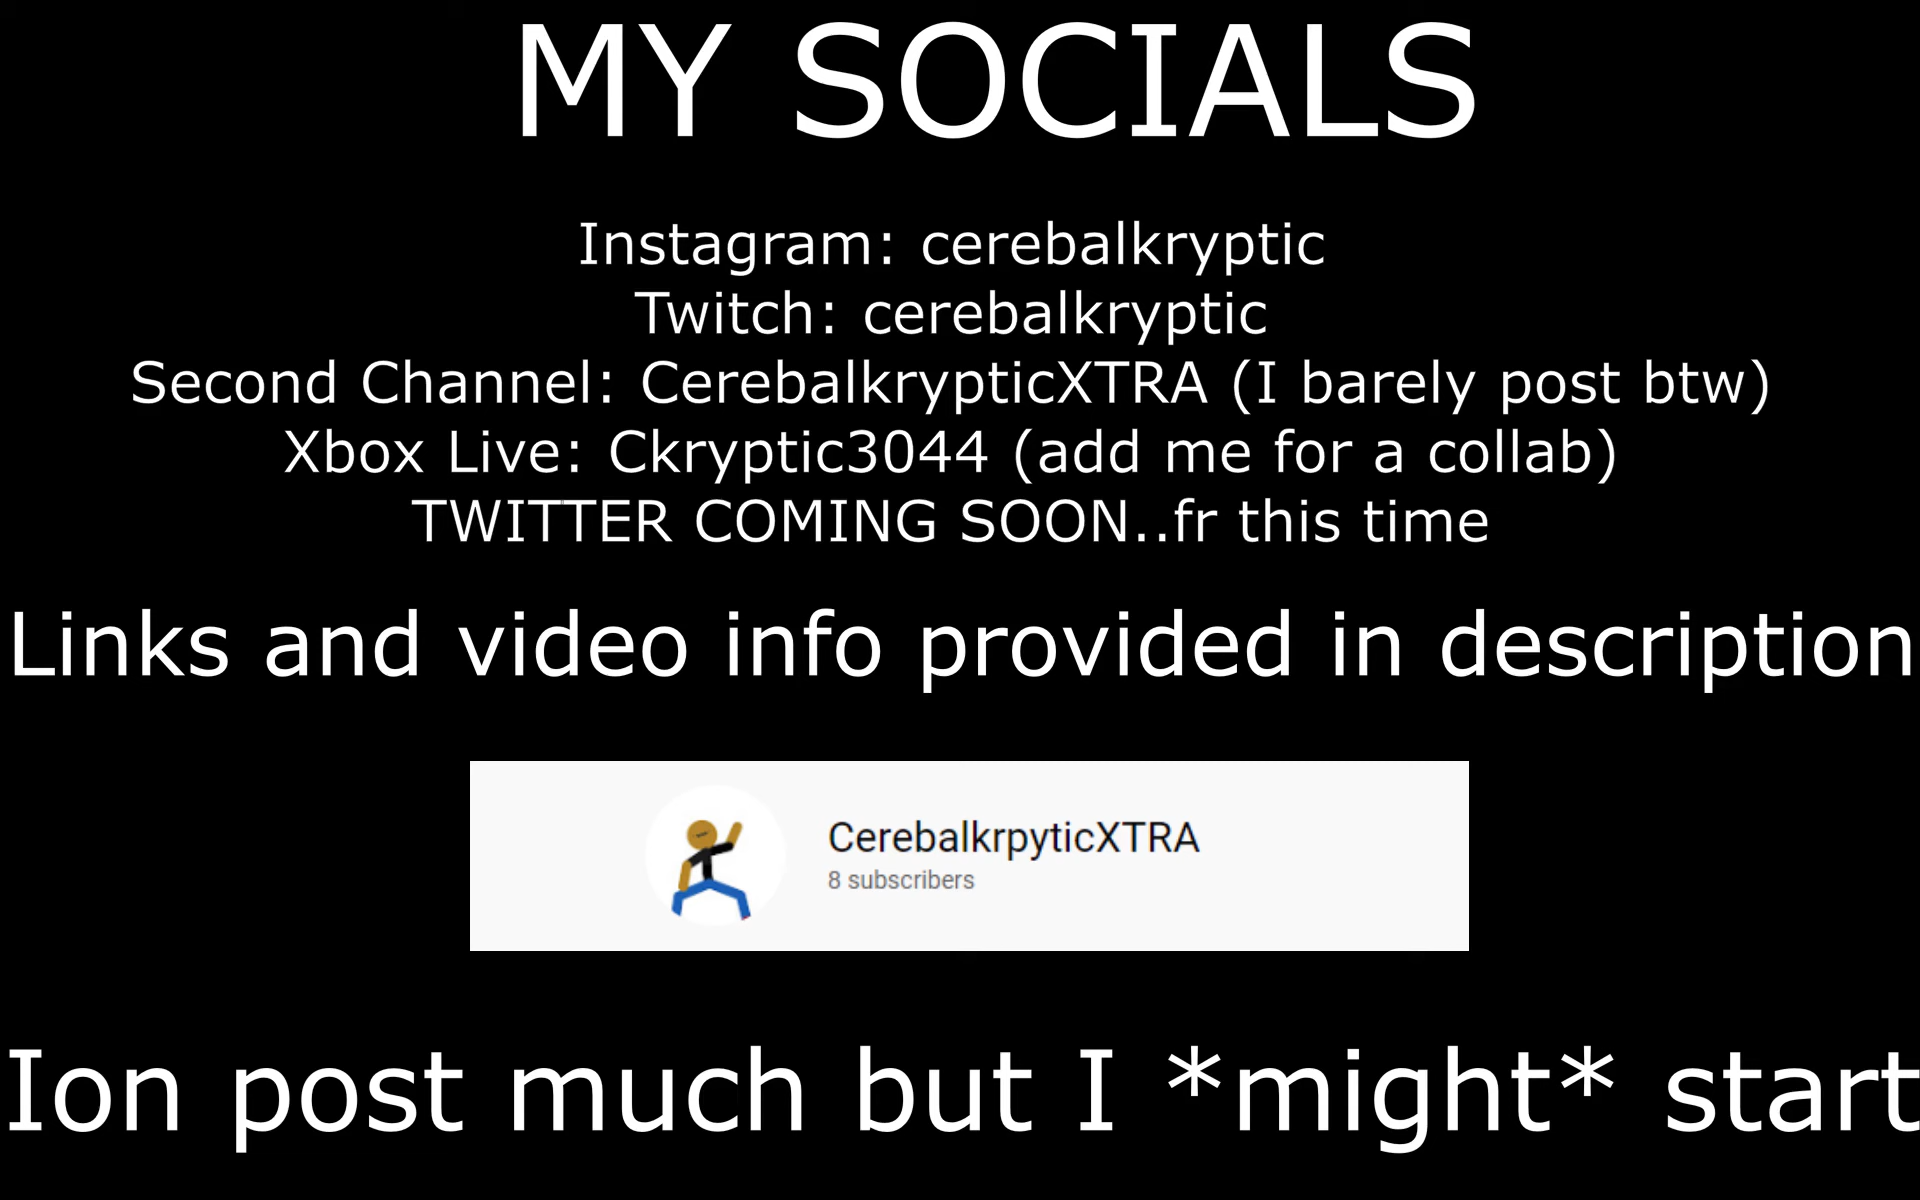 MY SOCIALS
Instagram: cerebalkryptic
Twitch: cerebalkryptic
Second Channel: CerebalkrypticXTRA (I barely post btw)
Xbox Live: Ckryptic3044 (add me for a collab)
TWITTER COMING SOON..fr this time
Links and video info provided in description
CerebalkrpyticXTRA
8 subscribers
Ion post much but I *might* start